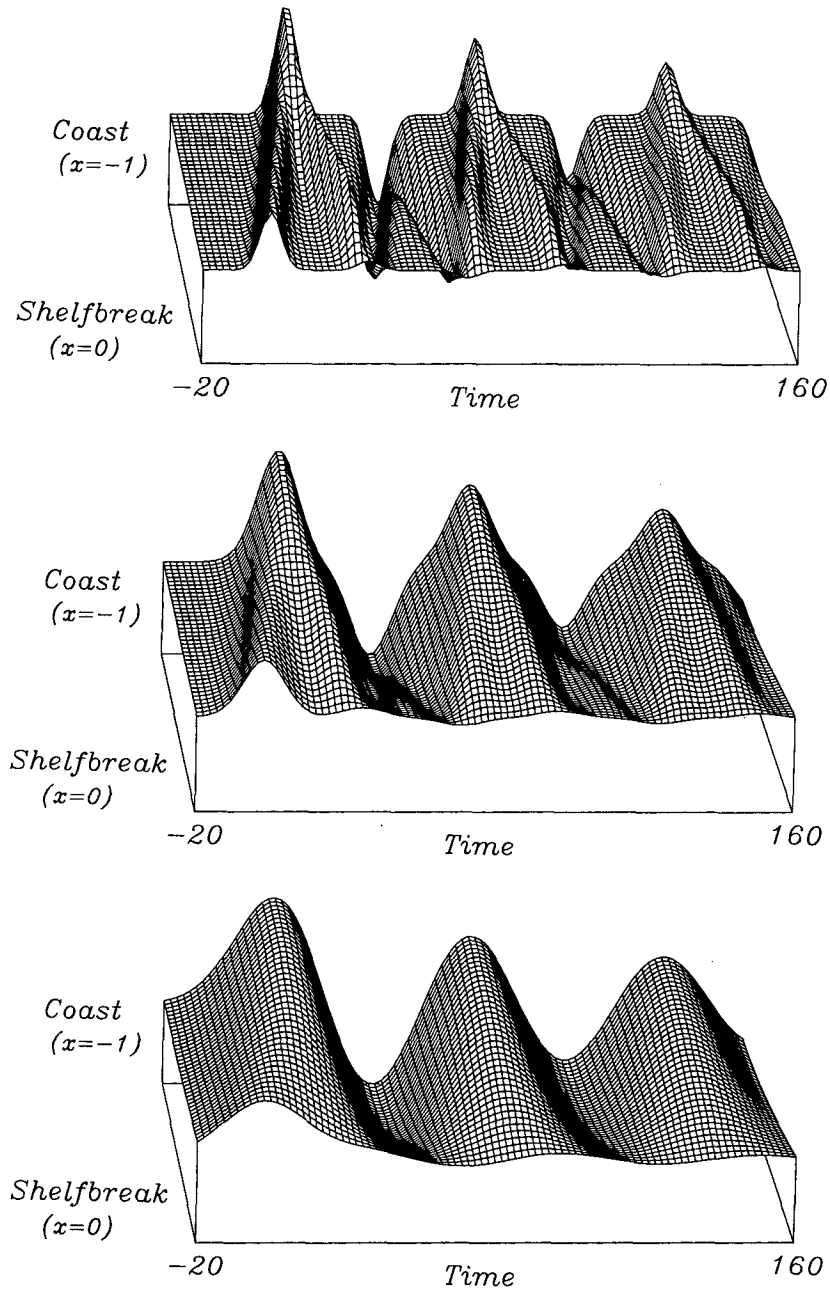 Coast
(x=-1)
Shelfbreak
(x=0)
-20
Time
160
Coast
(x=-1)
Shelfbreak
(x=0)
-20
Time
160
Coast
(x=-1)
Shelfbreak
(x=0)
-20
Time
160